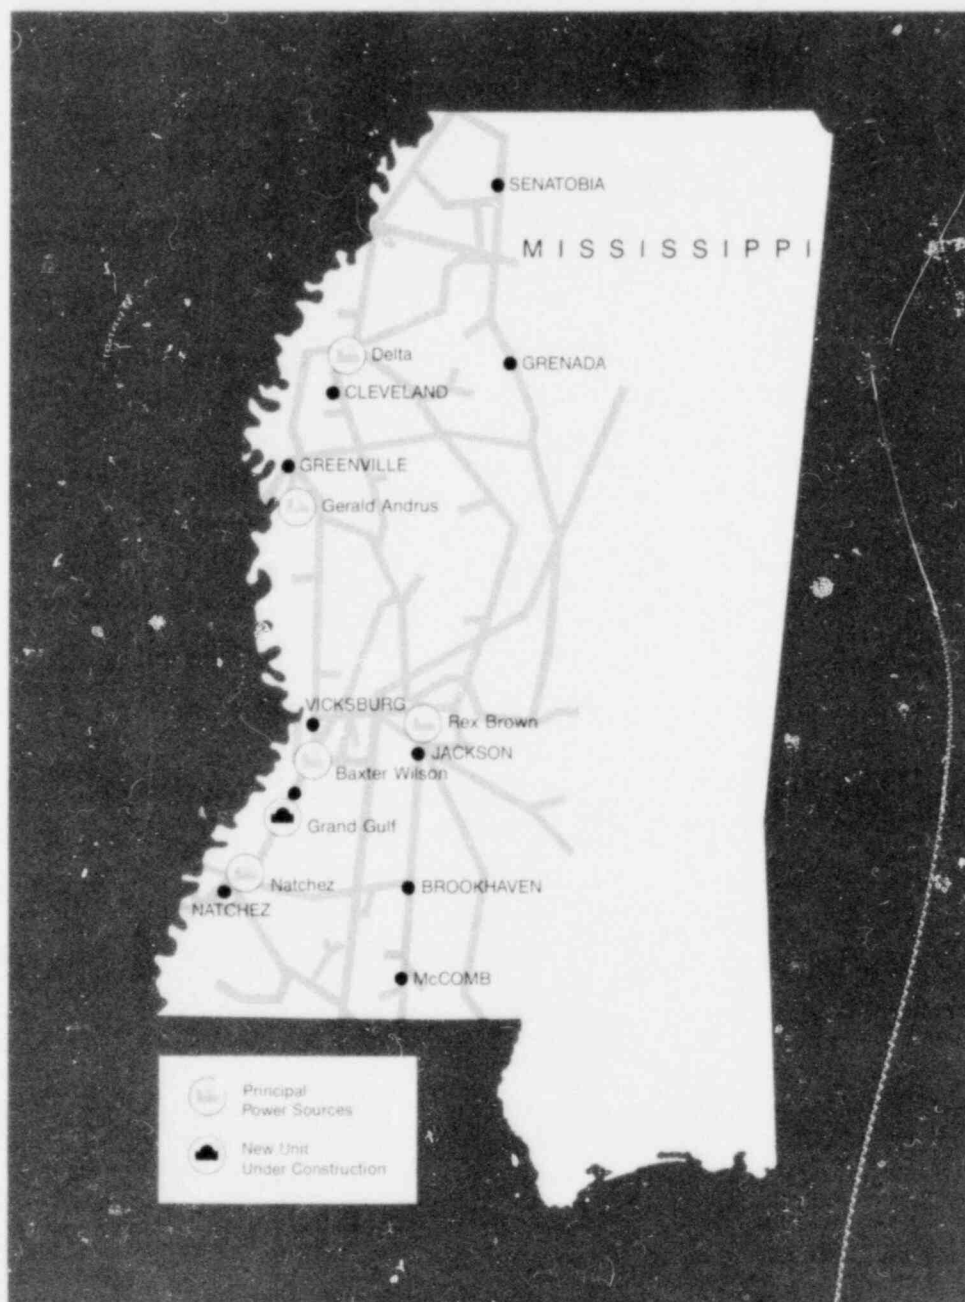 SENATOBIA
MISSISSIPPI
Delta
GRENADA
CLEVELAND
GREENVILLE
Gerald Andrus
VICKSBURG
Rex Brown
JACKSON
Baxter Wilson
Grand Gulf
Natchez
BROOKHAVEN
NATCHEZ
McCOMB
Principal
Power Sources
New Unit
Under Construction